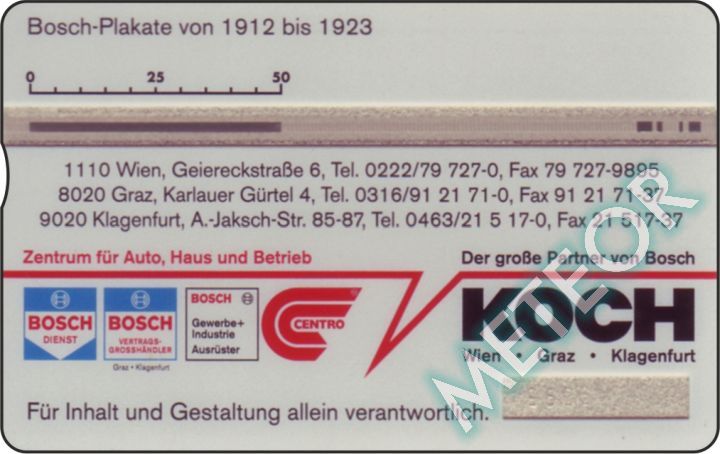 Bosch-Plakate von 1912 bis 1923
0 25 50
1110 Wien, Geiereckstraße 6, Tel. 0222/79 727-0, Fax 79 727-9895
8020 Graz, Karlauer Gürtel 4, Tel. 0316/91 21 71-0, Fax 91 21 71-37
9020 Klagenfurt, A.-Jaksch-Str. 85-87, Tel. 0463/21 5 17-0, Fax 21 517-37
Zentrum für Auto, Haus und Betrieb
Der große Partner von Bosch
BOSCH
DIENST
BOSCH
VERTRAGS-
GROSSHÄNDLER
Graz • Klagenfurt
BOSCH
Gewerbe+
Industrie
Ausrüster
CENTRO
KOCH
Wien • Graz • Klagenfurt
Für Inhalt und Gestaltung allein verantwortlich.
METEOR